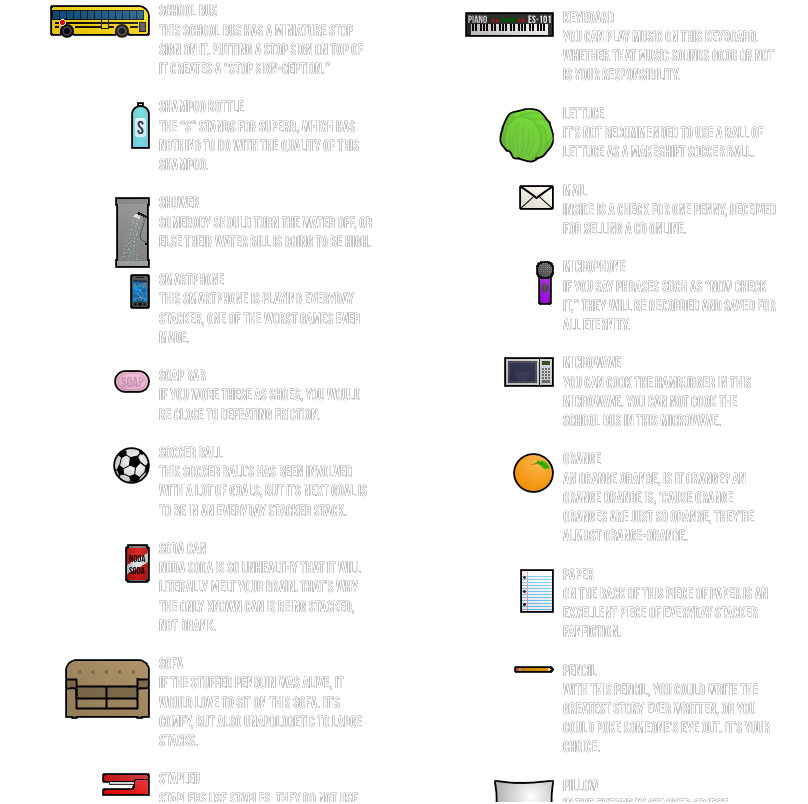 SCHOOL BUS
THIS SCHOOL BUS HAS A MINIATURE STOP
SIGN ON IT. PUTTING A STOP SIGN ON TOP OF
IT CREATES A "STOP SIGN-CEPTION."
S
SHAMPOO BOTTLE
THE "S" STANDS FOR SUPERB, WHICH HAS
NOTHING TO DO WITH THE QUALITY OF THIS
SHAMPOO.
SHOWER
SOMEBODY SHOULD TURN THE WATER OFF, OR
ELSE THEIR WATER BILL IS GOING TO BE HIGH.
SMARTPHONE
THIS SMARTPHONE IS PLAYING EVERYDAY
STACKER, ONE OF THE WORST GAMES EVER
MADE.
SOAP
SOAP BAR
IF YOU WORE THESE AS SHOES, YOU WOULD
BE CLOSE TO DEFEATING FRICTION.
SOCCER BALL
THIS SOCCER BALL'S HAS BEEN INVOLVED
WITH A LOT OF GOALS, BUT IT'S NEXT GOAL IS
TO BE IN AN EVERYDAY STACKER STACK.
NODA
SODA
SODA CAN
NODA SODA IS SO UNHEALTHY THAT IT WILL
LITERALLY MELT YOUR BRAIN. THAT'S WHY
THE ONLY KNOWN CAN IS BEING STACKED,
NOT DRANK.
SOFA
IF THE STUFFED PENGUIN WAS ALIVE, IT
WOULD LOVE TO SIT ON THIS SOFA. IT'S
COMFY, BUT ALSO UNAPOLOGETIC TO LARGE
STACKS.
STAPLER
STAPLERS USE STAPLES. THEY DO NOT USE
PIANO
ES-101
KEYBOARD
YOU CAN PLAY MUSIC ON THIS KEYBOARD.
WHETHER THAT MUSIC SOUNDS GOOD OR NOT
IS YOUR RESPONSIBILITY.
LETTUCE
IT'S NOT RECOMMENDED TO USE A BALL OF
LETTUCE AS A MAKESHIFT SOCCER BALL.
MAIL
INSIDE IS A CHECK FOR ONE PENNY, RECEIVED
FOR SELLING A CD ONLINE.
MICROPHONE
IF YOU SAY PHRASES SUCH AS "NOW CHECK
IT," THEY WILL BE RECORDED AND SAVED FOR
ALL ETERNITY.
MICROWAVE
YOU CAN COOK THE HAMBURGER IN THIS
MICROWAVE. YOU CAN NOT COOK THE
SCHOOL BUS IN THIS MICROWAVE.
ORANGE
AN ORANGE ORANGE, IS IT ORANGE? AN
ORANGE ORANGE IS, 'CAUSE ORANGE
ORANGES ARE JUST SO ORANGE, THEY'RE
ALMOST ORANGE-ORANGE.
PAPER
ON THE BACK OF THIS PIECE OF PAPER IS AN
EXCELLENT PIECE OF EVERYDAY STACKER
FANFICTION.
PENCIL
WITH THIS PENCIL, YOU COULD WRITE THE
GREATEST STORY EVER WRITTEN, OR YOU
COULD POKE SOMEONE'S EYE OUT. IT'S YOUR
CHOICE.
PILLOW
IN THE EVERYDAY STACKER OBJECT